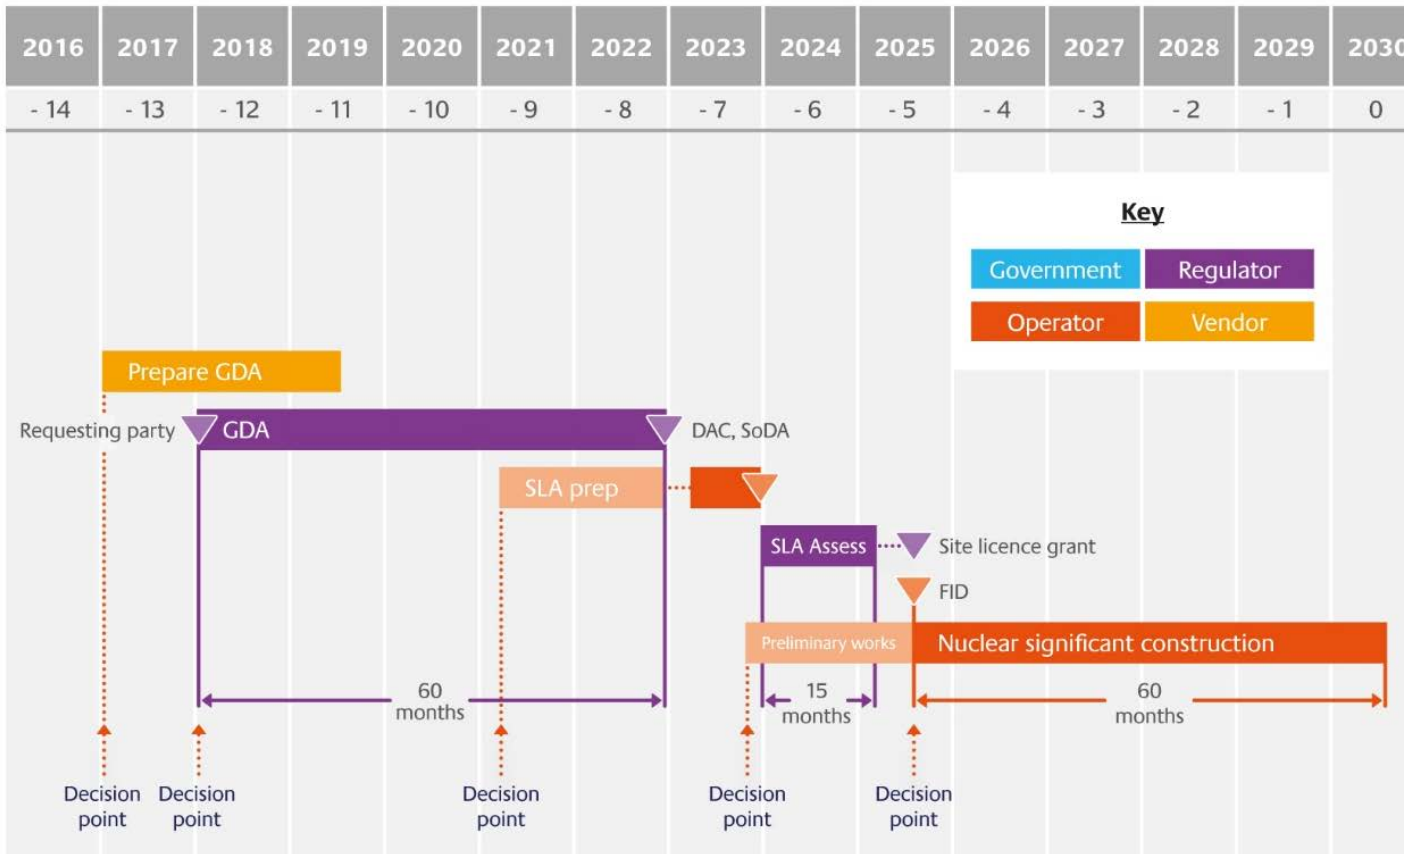 2016 2017 2018 2019 2020 2021 2022 2023 2024 2025 2026 2027 2028 2029 2030
- 14 - 13 - 12 - 11 - 10 - 9 - 8 - 7 - 6 - 5 - 4 - 3 - 2 - 1 0
Key
Government Regulator
Operator Vendor
Prepare GDA
Requesting party GDA DAC, SoDA
SLA prep
SLA Assess Site licence grant
FID
Preliminary works Nuclear significant construction
60
months
15
months
60
months
Decision
point
Decision
point
Decision
point
Decision
point
Decision
point